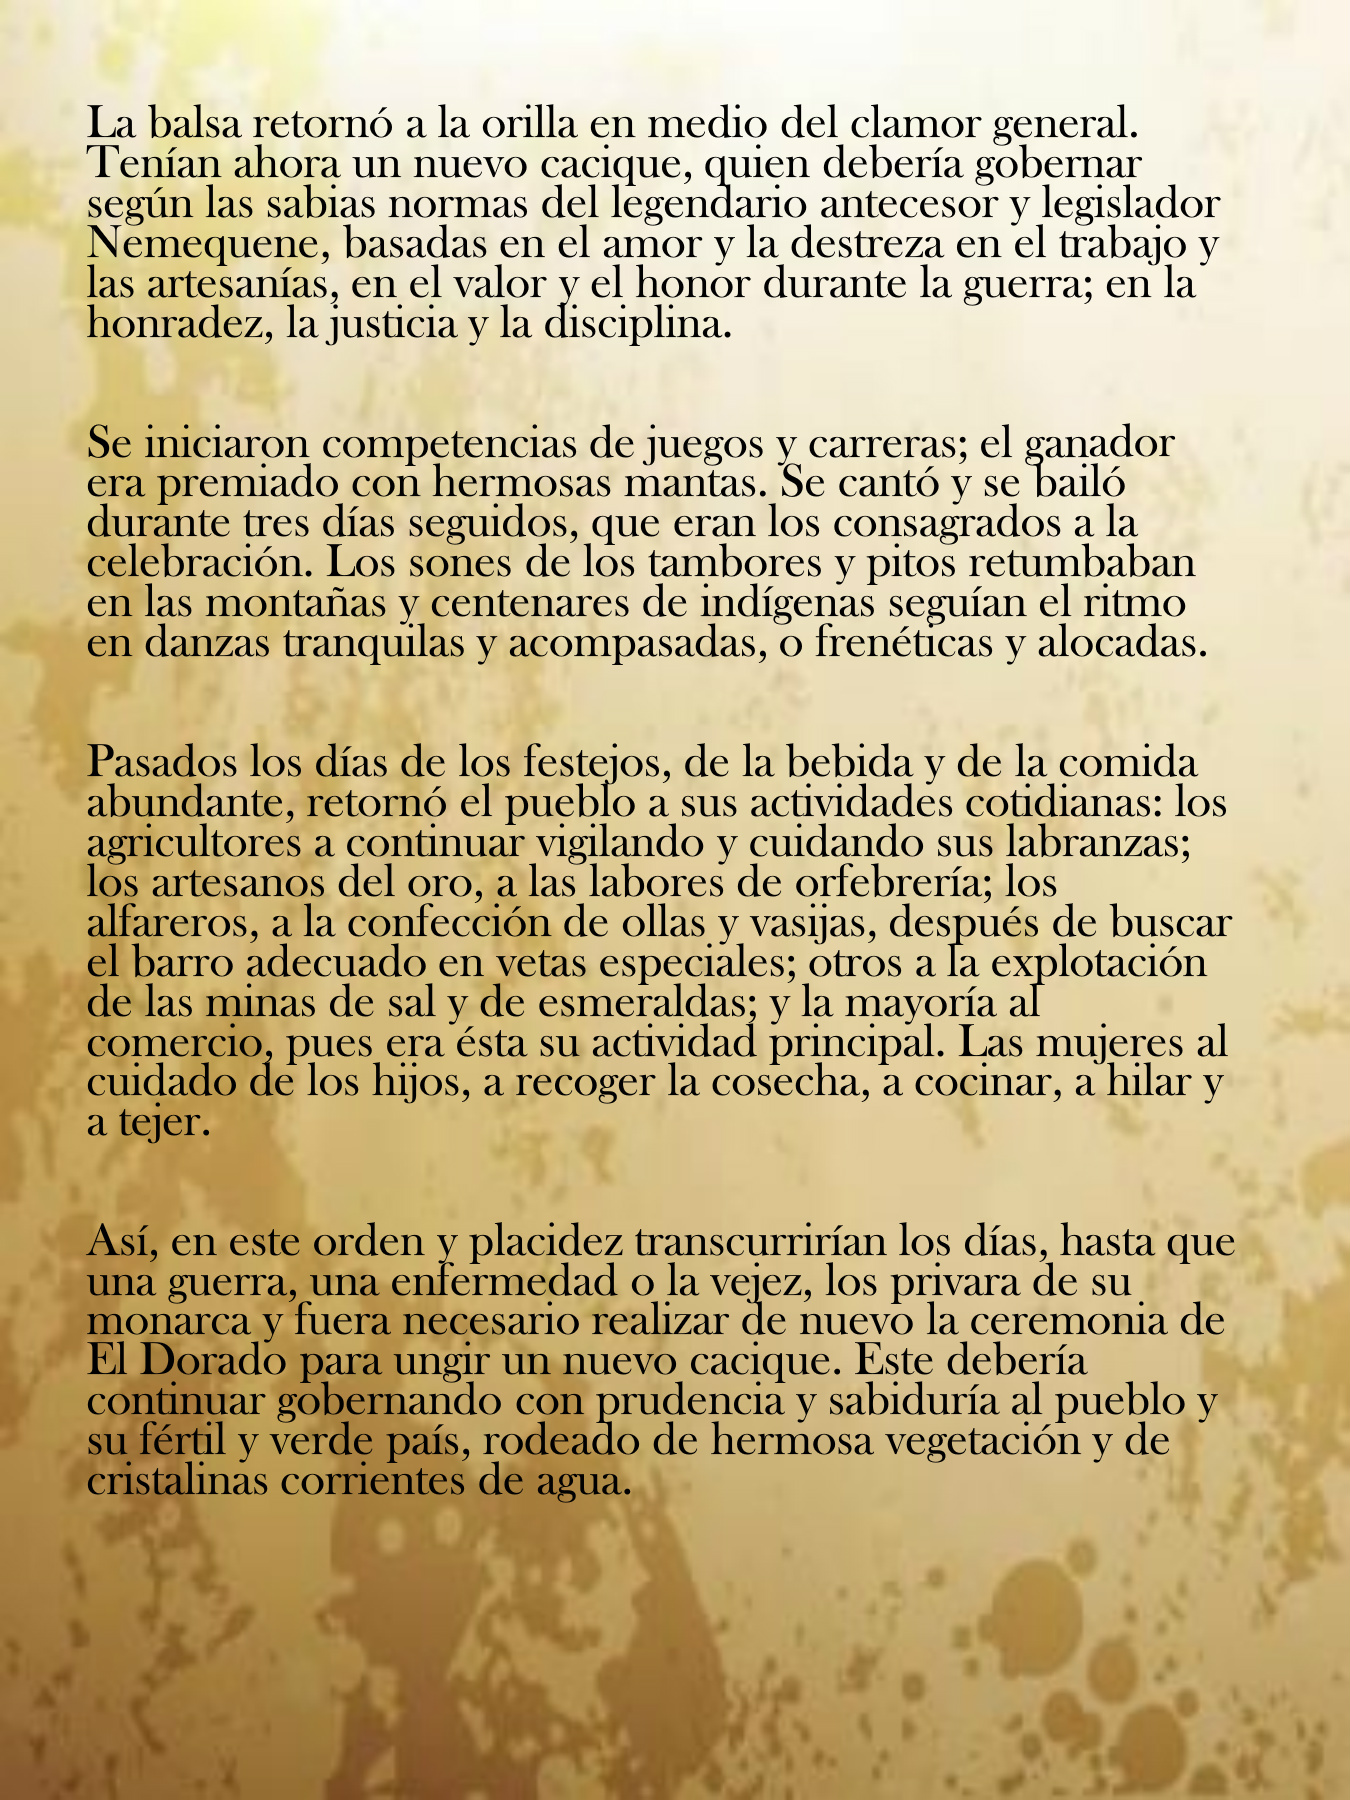 La balsa retornó a la orilla en medio del clamor general.
Tenían ahora un nuevo cacique, quien debería gobernar
según las sabias normas del legendario antecesor y legislador
Nemequene, basadas en el amor y la destreza en el trabajo y
las artesanías, en el valor y el honor durante la guerra; en la
honradez, la justicia y la disciplina.
Se iniciaron competencias de juegos y carreras; el ganador
era premiado con hermosas mantas. Se cantó y se bailó
durante tres días seguidos, que eran los consagrados a la
celebración. Los sones de los tambores y pitos retumbaban
en las montañas y centenares de indígenas seguían el ritmo
en danzas tranquilas y acompasadas, o frenéticas y alocadas.
Pasados los días de los festejos, de la bebida y de la comida
abundante, retornó el pueblo a sus actividades cotidianas: los
agricultores a continuar vigilando y cuidando sus labranzas;
los artesanos del oro, a las labores de orfebrería; los
alfareros, a la confección de ollas y vasijas, después de buscar
el barro adecuado en vetas especiales; otros a la explotación
de las minas de sal y de esmeraldas; y la mayoría al
comercio, pues era ésta su actividad principal. Las mujeres al
cuidado de los hijos, a recoger la cosecha, a cocinar, a hilar y
a tejer.
Así, en este orden y placidez transcurrirían los días, hasta que
una guerra, una enfermedad o la vejez, los privara de su
monarca y fuera necesario realizar de nuevo la ceremonia de
El Dorado para ungir un nuevo cacique. Este debería
continuar gobernando con prudencia y sabiduría al pueblo y
su fértil y verde país, rodeado de hermosa vegetación y de
cristalinas corrientes de agua.